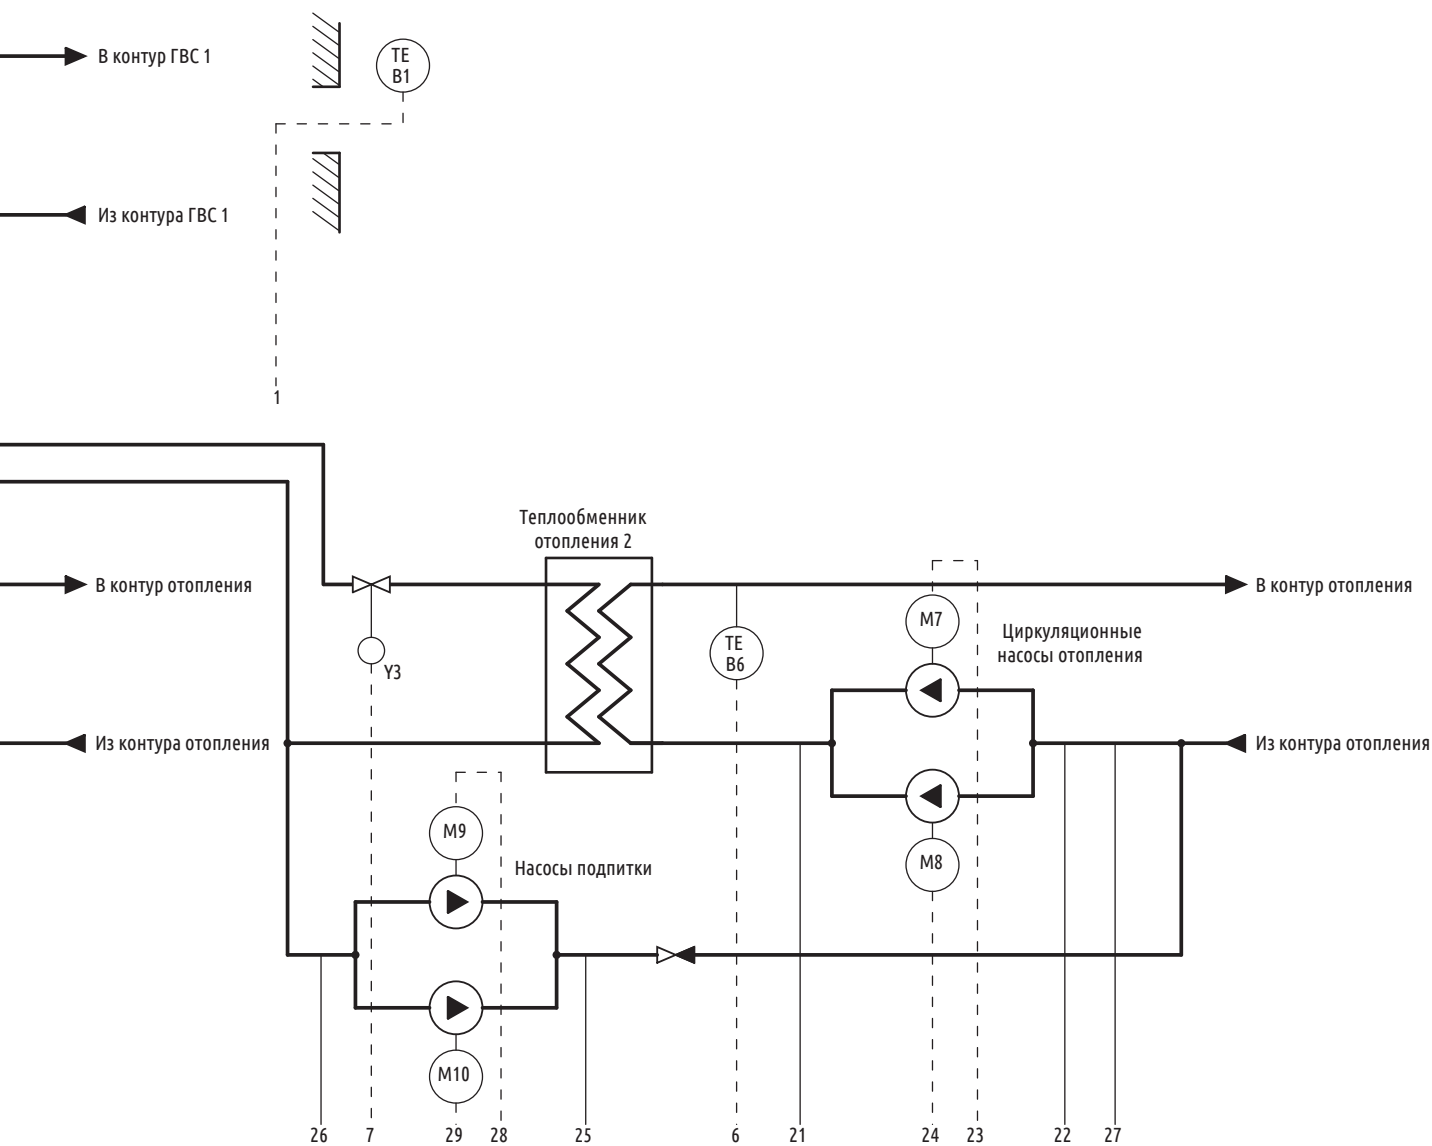 В контур ГВС 1
TE
B1
Из контура ГВС 1
1
Теплообменник
отопления 2
В контур отопления
В контур отопления
M7
Циркуляционные
насосы отопления
TE
B6
Y3
Из контура отопления
Из контура отопления
M9
Насосы подпитки
M8
M10
26 7 29 28 25 6 21 24 23 22 27